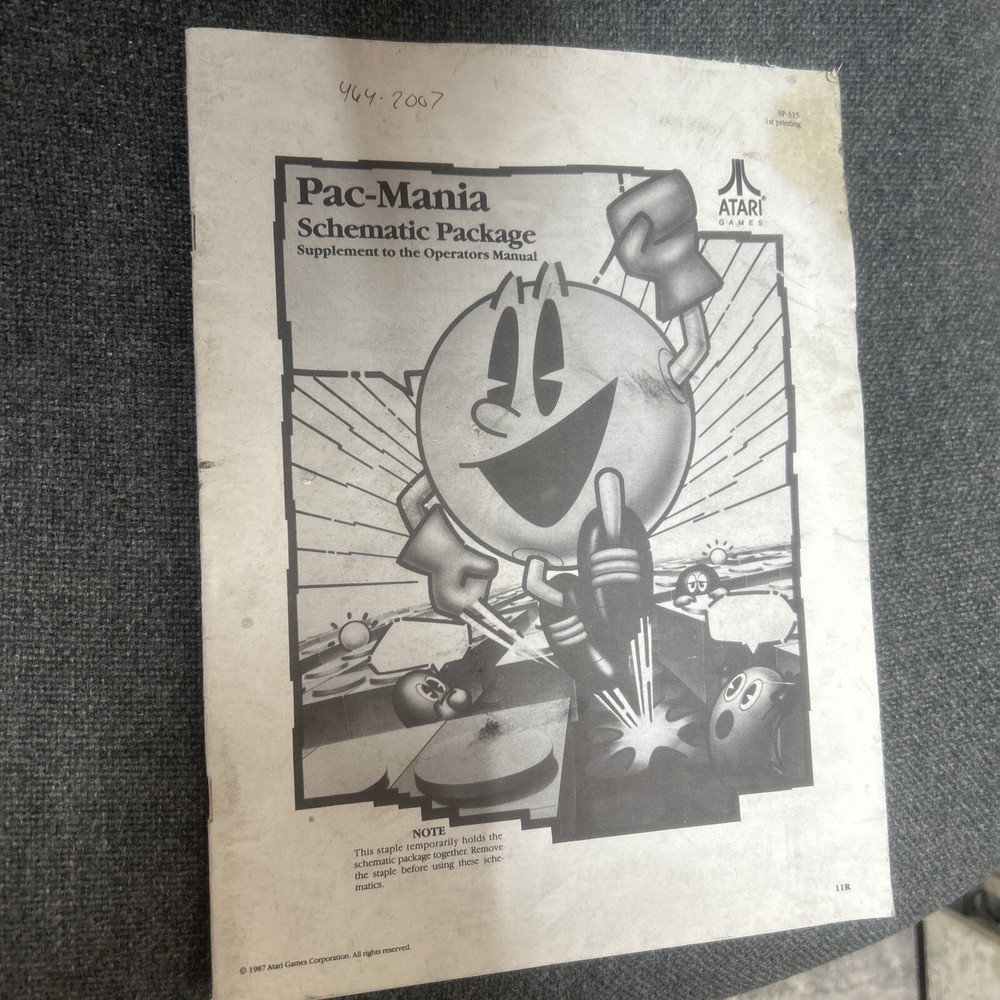 464-2007
SP-315
1st printing
Pac-Mania
Schematic Package
Supplement to the Operators Manual
ATARI®
GAMES
NOTE
This staple temporarily holds the
schematic package together. Remove
the staple before using these sche-
matics.
11R
© 1987 Atari Games Corporation. All rights reserved.